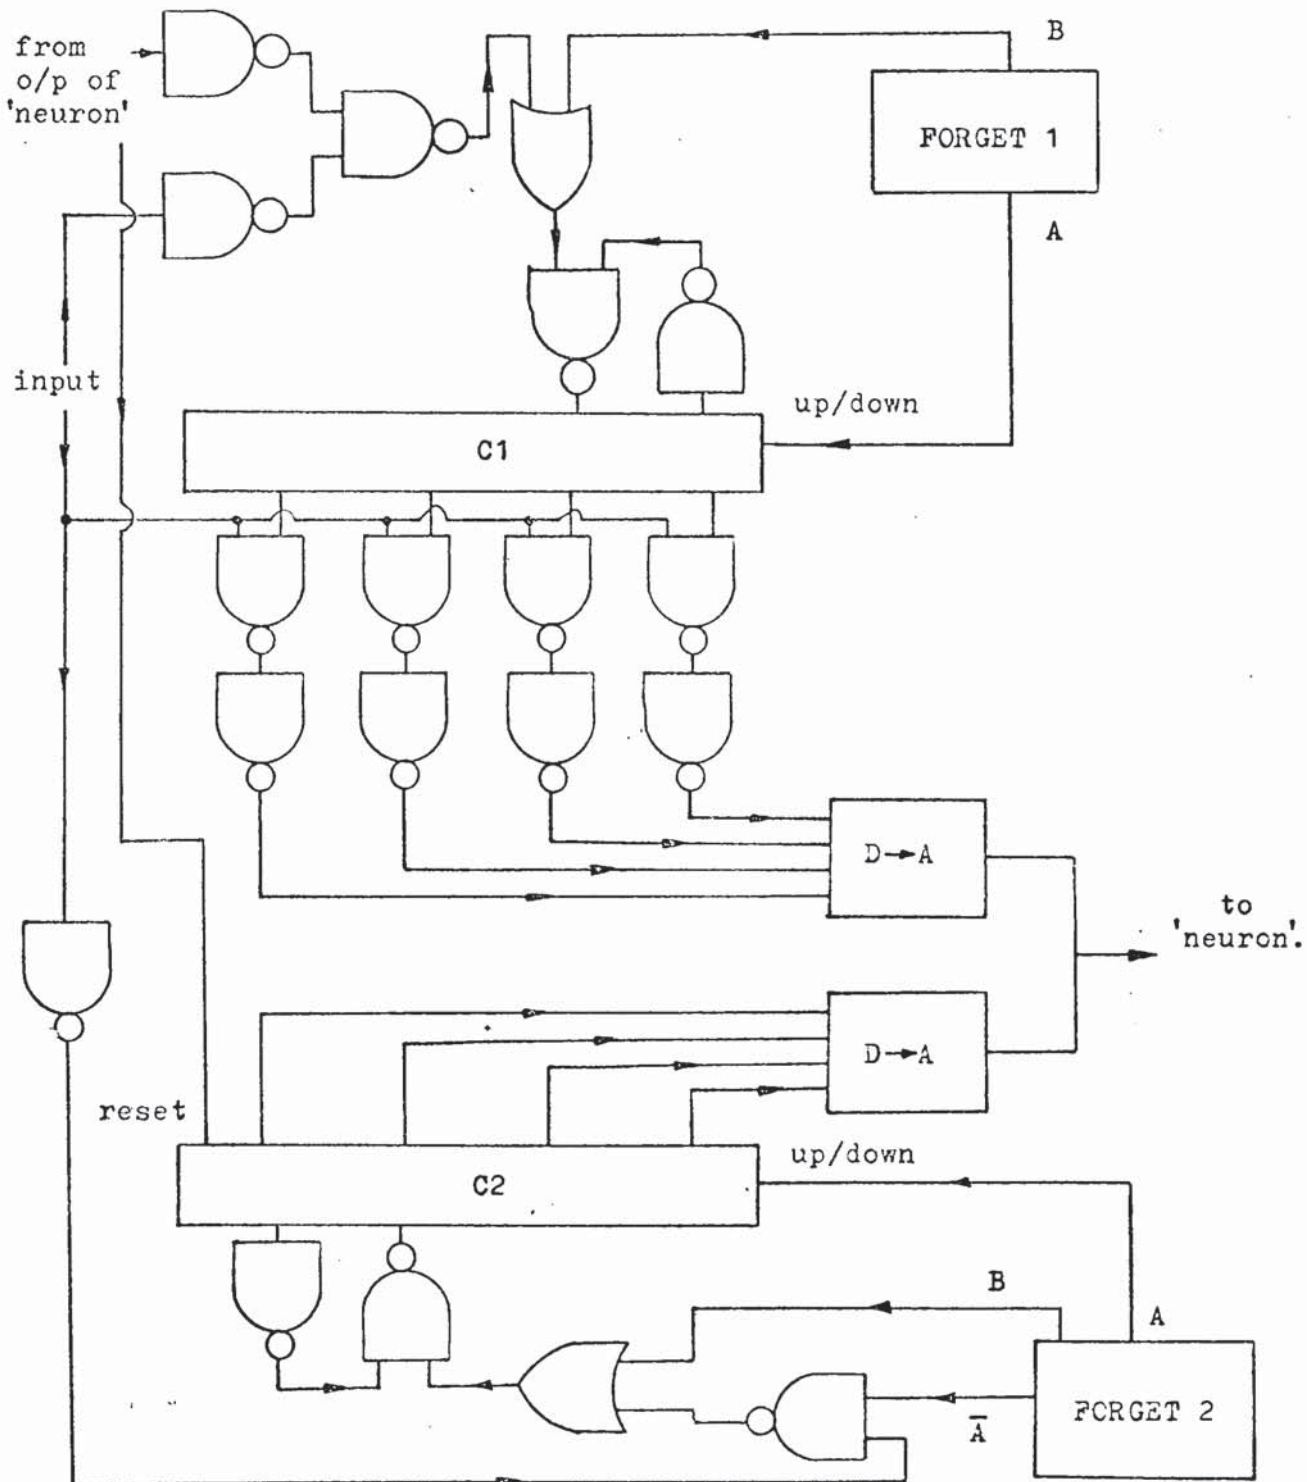 from
o/p of
'neuron'
B
FORGET 1
A
input
up/down
C1
D→A
to
'neuron'.
D→A
reset
up/down
C2
B
A
A̅
FORGET 2